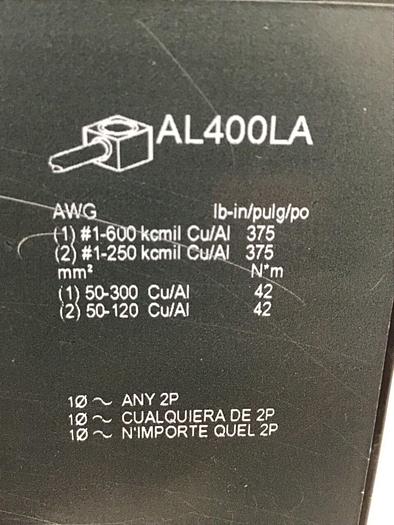 AL400LA
AWG lb-in/pulg/po
(1) #1-600 kcmil Cu/Al 375
(2) #1-250 kcmil Cu/Al 375
mm² N*m
(1) 50-300 Cu/Al 42
(2) 50-120 Cu/Al 42
1Ø ~ ANY 2P
1Ø ~ CUALQUIERA DE 2P
1Ø ~ N'IMPORTE QUEL 2P